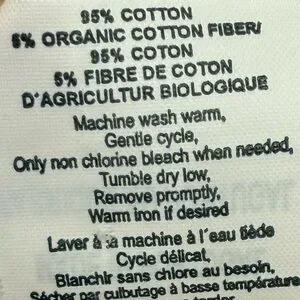 95% COTTON
5% ORGANIC COTTON FIBER/
95% COTON
5% FIBRE DE COTON
D'AGRICULTUR BIOLOGIQUE
Machine wash warm,
Gentle cycle,
Only non chlorine bleach when needed,
Tumble dry low,
Remove promptly,
Warm iron if desired
Laver à sa machine à l'eau tiède
Cycle délicat,
Blanchir sans chlore au besoin,
Sécher par culbutage à basse température